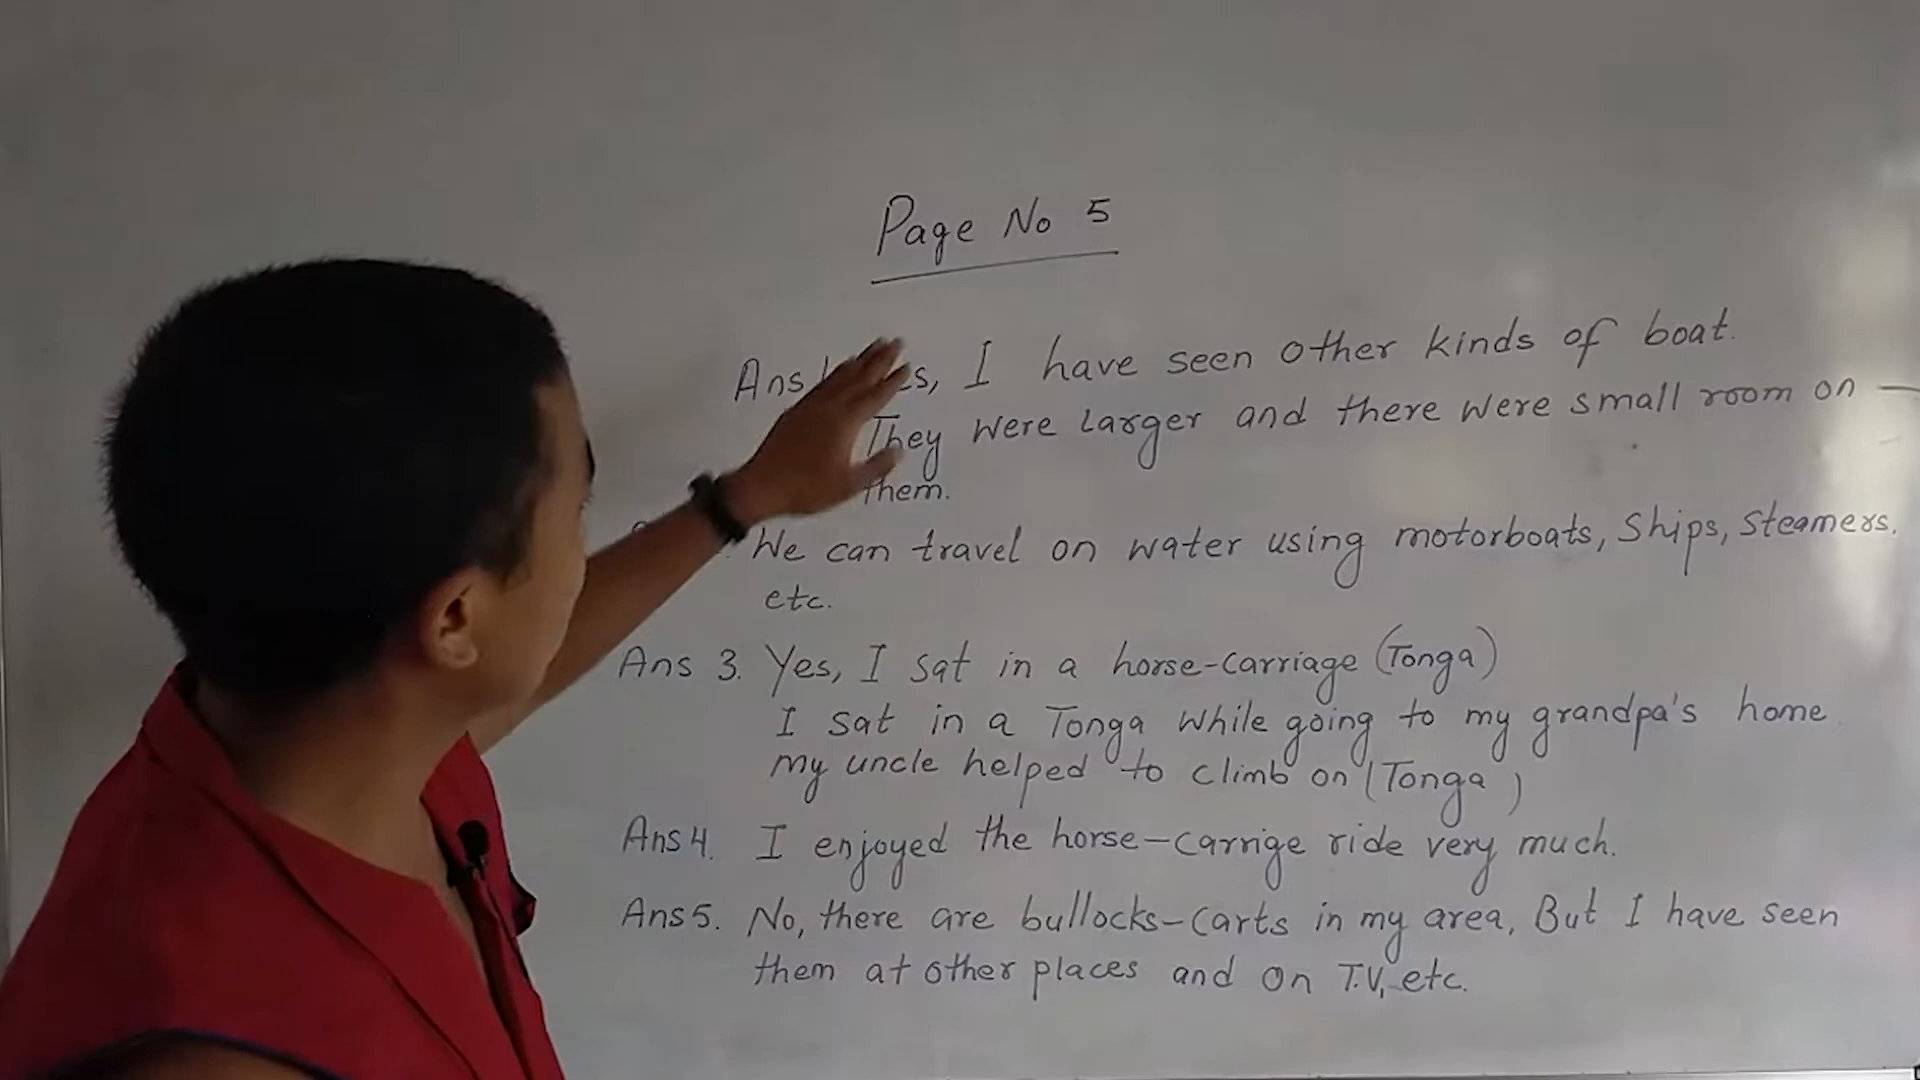 Page No 5
Ans I have seen other kinds of boat.
They were larger and there were small room on —
them.
We can travel on water using motorboats, Ships, Steamers.
etc.
Ans 3. Yes, I sat in a horse-carriage (Tonga)
I sat in a Tonga while going to my grandpa's home
my uncle helped to climb on (Tonga)
Ans 4. I enjoyed the horse-carrige ride very much.
Ans 5. No, there are bullocks-carts in my area, But I have seen
them at other places and on T.V, etc.